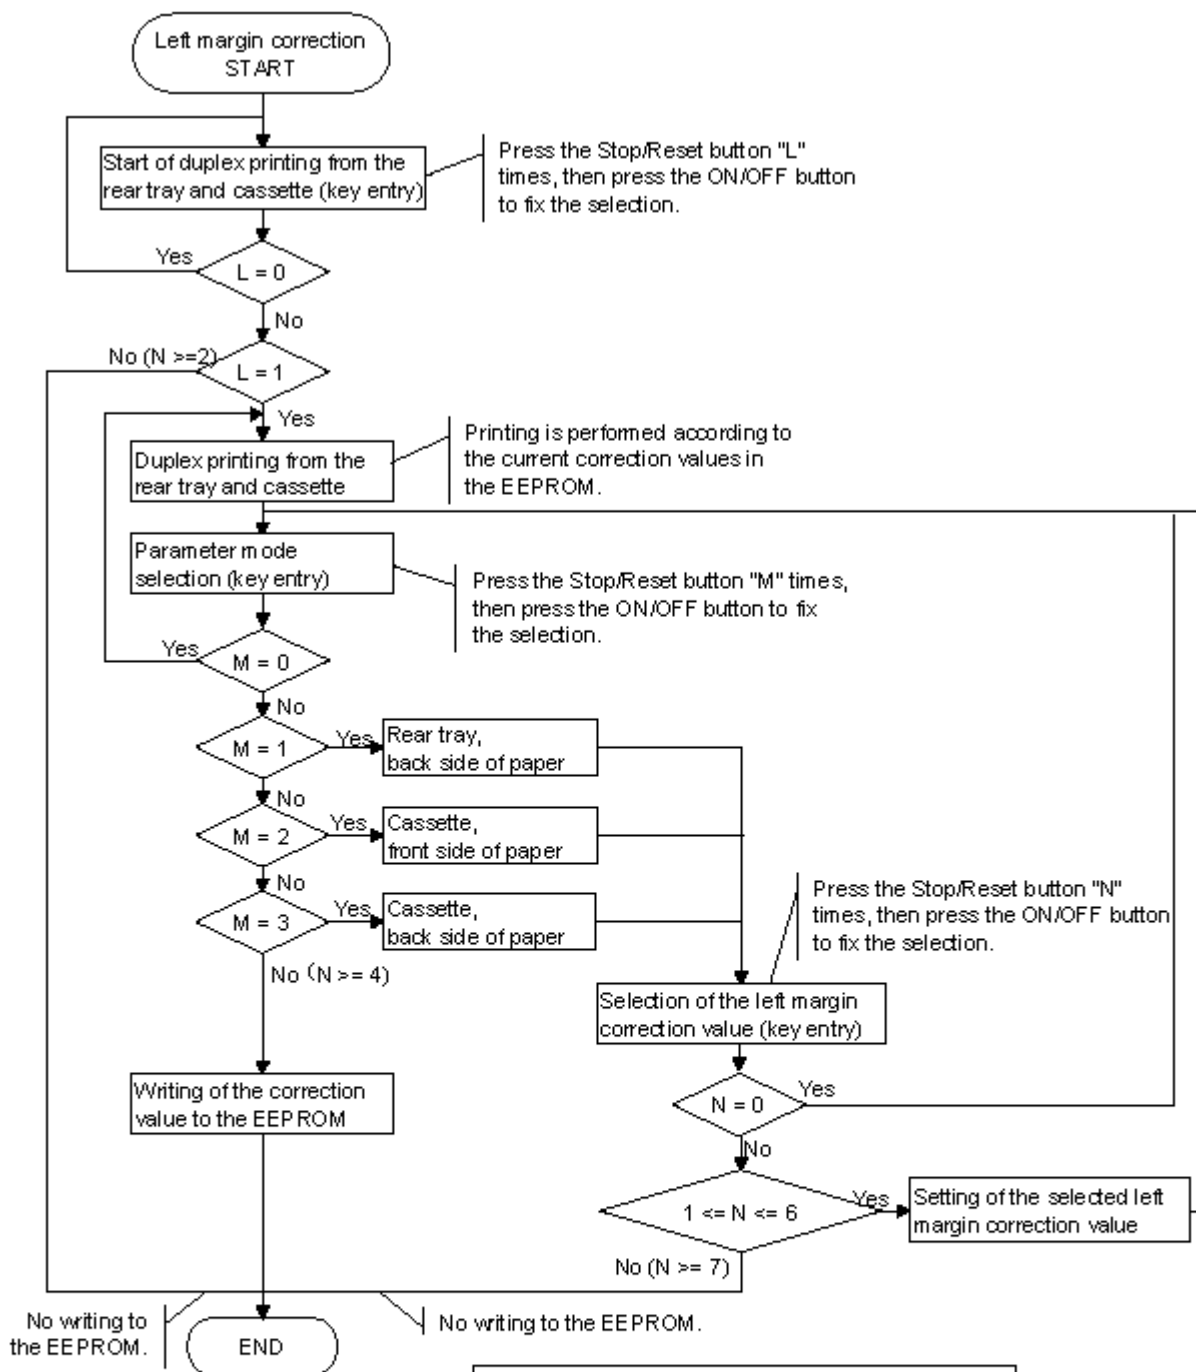 Left margin correction
START
Start of duplex printing from the
rear tray and cassette (key entry)
Press the Stop/Reset button "L"
times, then press the ON/OFF button
to fix the selection.
Yes
L = 0
No
No (N >=2)
L = 1
Yes
Duplex printing from the
rear tray and cassette
Printing is performed according to
the current correction values in
the EEPROM.
Parameter mode
selection (key entry)
Press the Stop/Reset button "M" times,
then press the ON/OFF button to fix
the selection.
Yes
M = 0
No
M = 1
Yes
Rear tray,
back side of paper
No
M = 2
Yes
Cassette,
front side of paper
No
M = 3
Yes
Cassette,
back side of paper
No (N >= 4)
Press the Stop/Reset button "N"
times, then press the ON/OFF button
to fix the selection.
Selection of the left margin
correction value (key entry)
Writing of the correction
value to the EEPROM
N = 0
Yes
No
1 <= N <= 6
Yes
Setting of the selected left
margin correction value
No (N >= 7)
No writing to
the EEPROM.
END
No writing to the EEPROM.